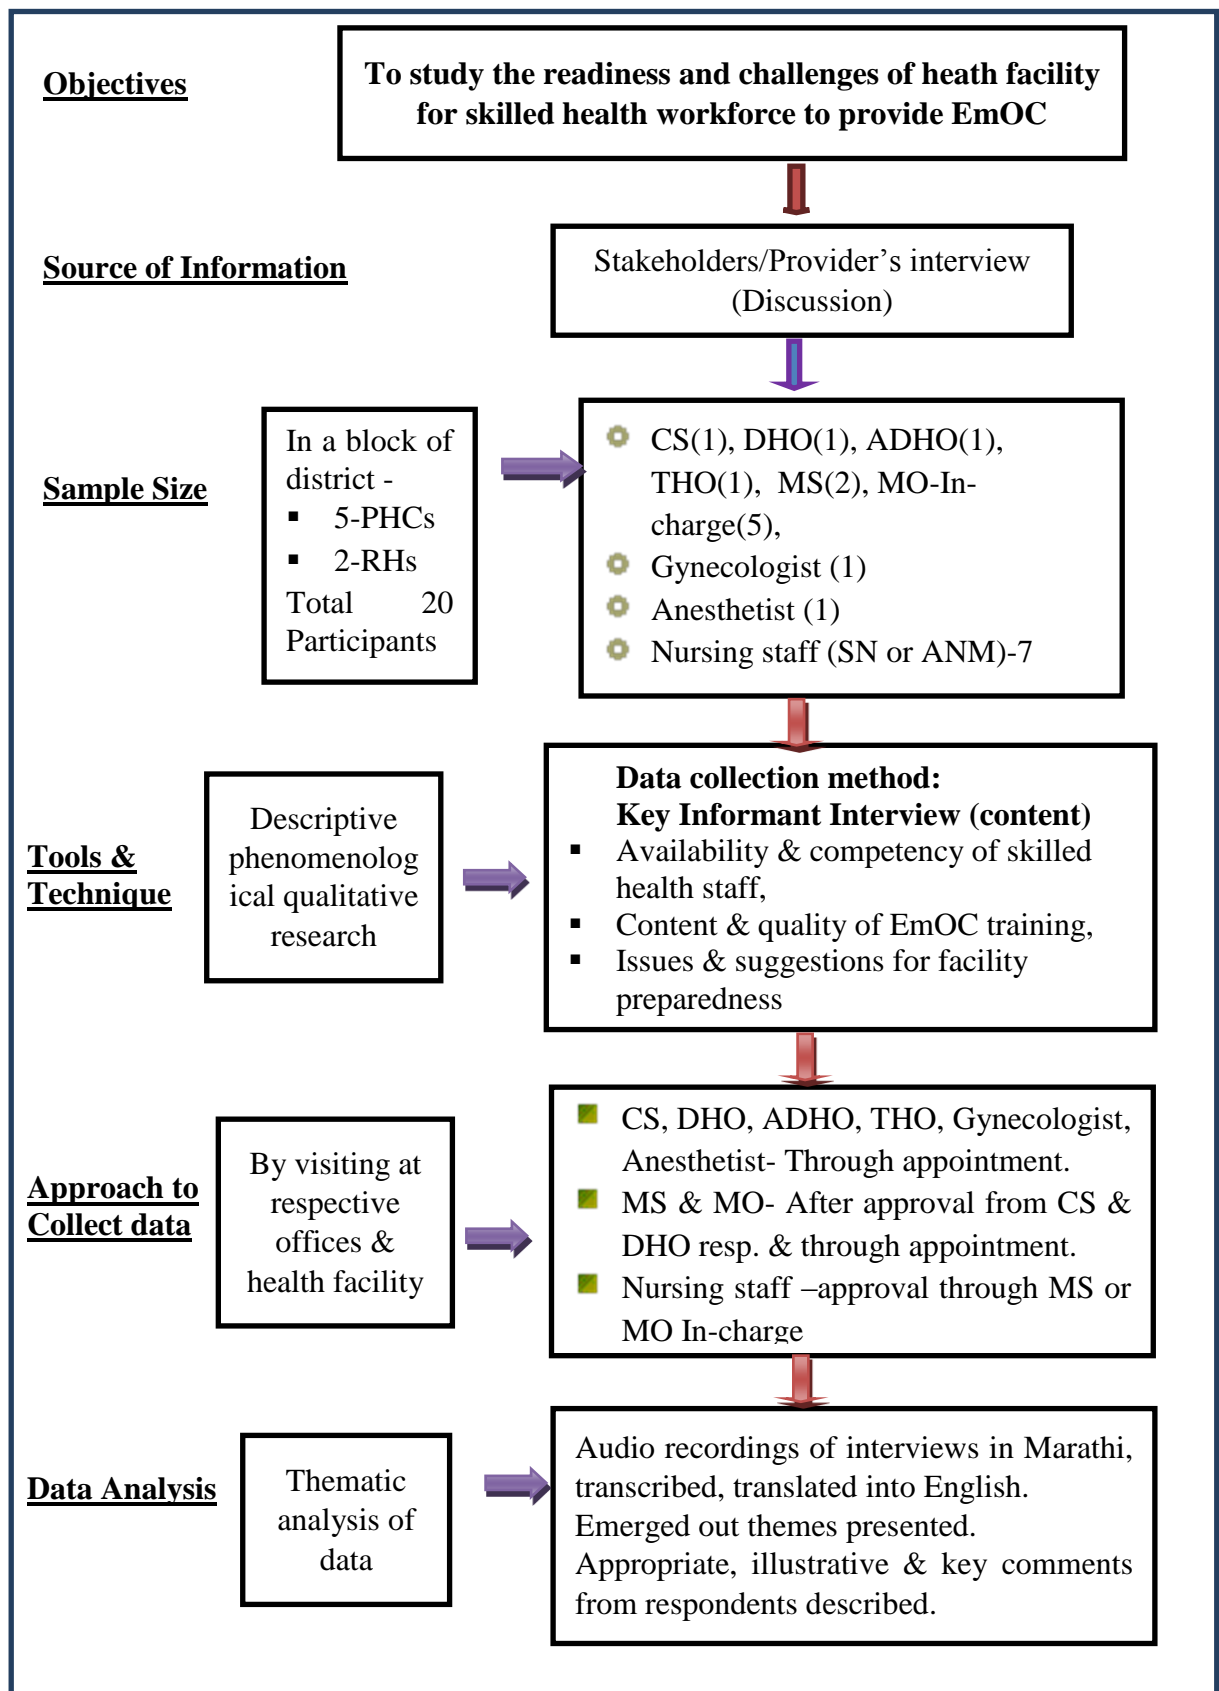 Objectives
To study the readiness and challenges of heath facility
for skilled health workforce to provide EmOC
Source of Information
Stakeholders/Provider’s interview
(Discussion)
Sample Size
In a block of
district -
▪ 5-PHCs
▪ 2-RHs
Total 20
Participants
CS(1), DHO(1), ADHO(1),
THO(1), MS(2), MO-In-
charge(5),
Gynecologist (1)
Anesthetist (1)
Nursing staff (SN or ANM)-7
Tools &
Technique
Descriptive
phenomenolog
ical qualitative
research
Data collection method:
Key Informant Interview (content)
▪ Availability & competency of skilled
health staff,
▪ Content & quality of EmOC training,
▪ Issues & suggestions for facility
preparedness
Approach to
Collect data
By visiting at
respective
offices &
health facility
CS, DHO, ADHO, THO, Gynecologist,
Anesthetist- Through appointment.
MS & MO- After approval from CS &
DHO resp. & through appointment.
Nursing staff –approval through MS or
MO In-charge
Data Analysis
Thematic
analysis of
data
Audio recordings of interviews in Marathi,
transcribed, translated into English.
Emerged out themes presented.
Appropriate, illustrative & key comments
from respondents described.